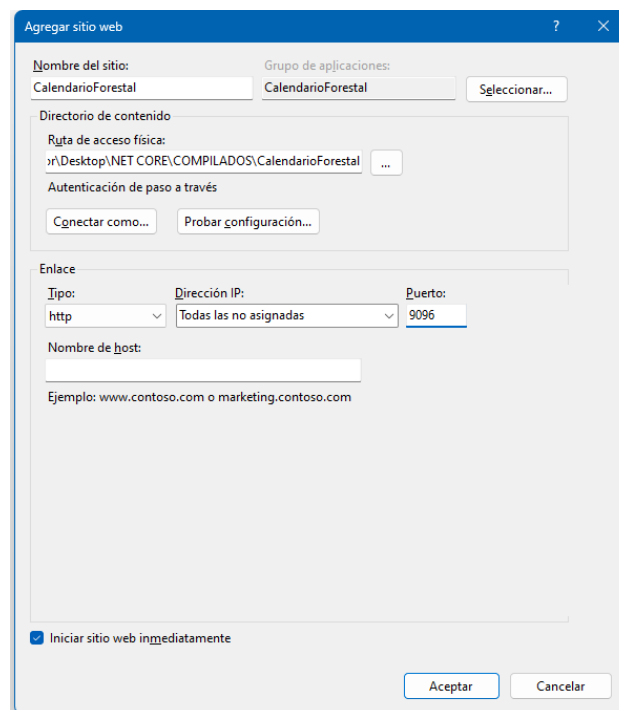 Agregar sitio web ? ×
Nombre del sitio: Grupo de aplicaciones:
CalendarioForestal CalendarioForestal Seleccionar...
Directorio de contenido
Ruta de acceso física:
or\Desktop\NET CORE\COMPILADOS\CalendarioForestal ...
Autenticación de paso a través
Conectar como... Probar configuración...
Enlace
Tipo: Dirección IP: Puerto:
http Todas las no asignadas 9096
Nombre de host:
Ejemplo: www.contoso.com o marketing.contoso.com
Iniciar sitio web inmediatamente
Aceptar Cancelar